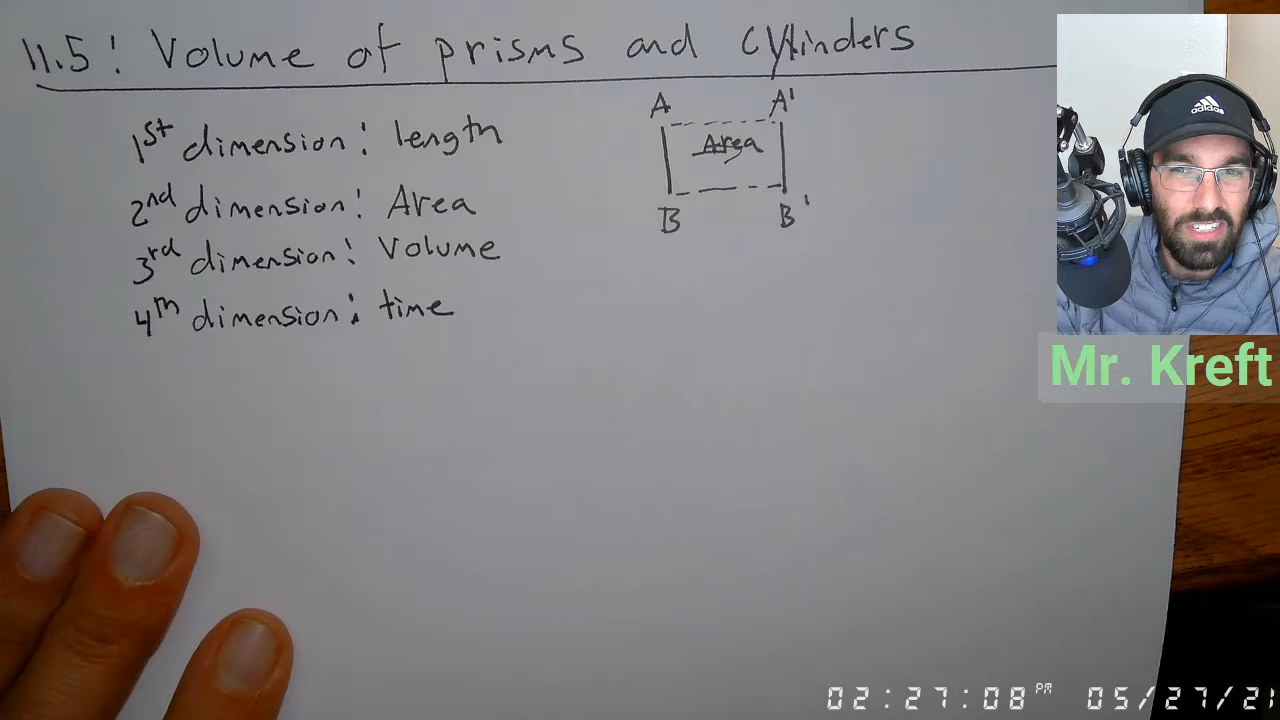 11.5: Volume of prisms and cylinders
1st dimension: length
2nd dimension: Area
3rd dimension: Volume
4th dimension: time
A A'
Area
B B'
adidas
Mr. Kreft
02:27:08 PM 05/27/21